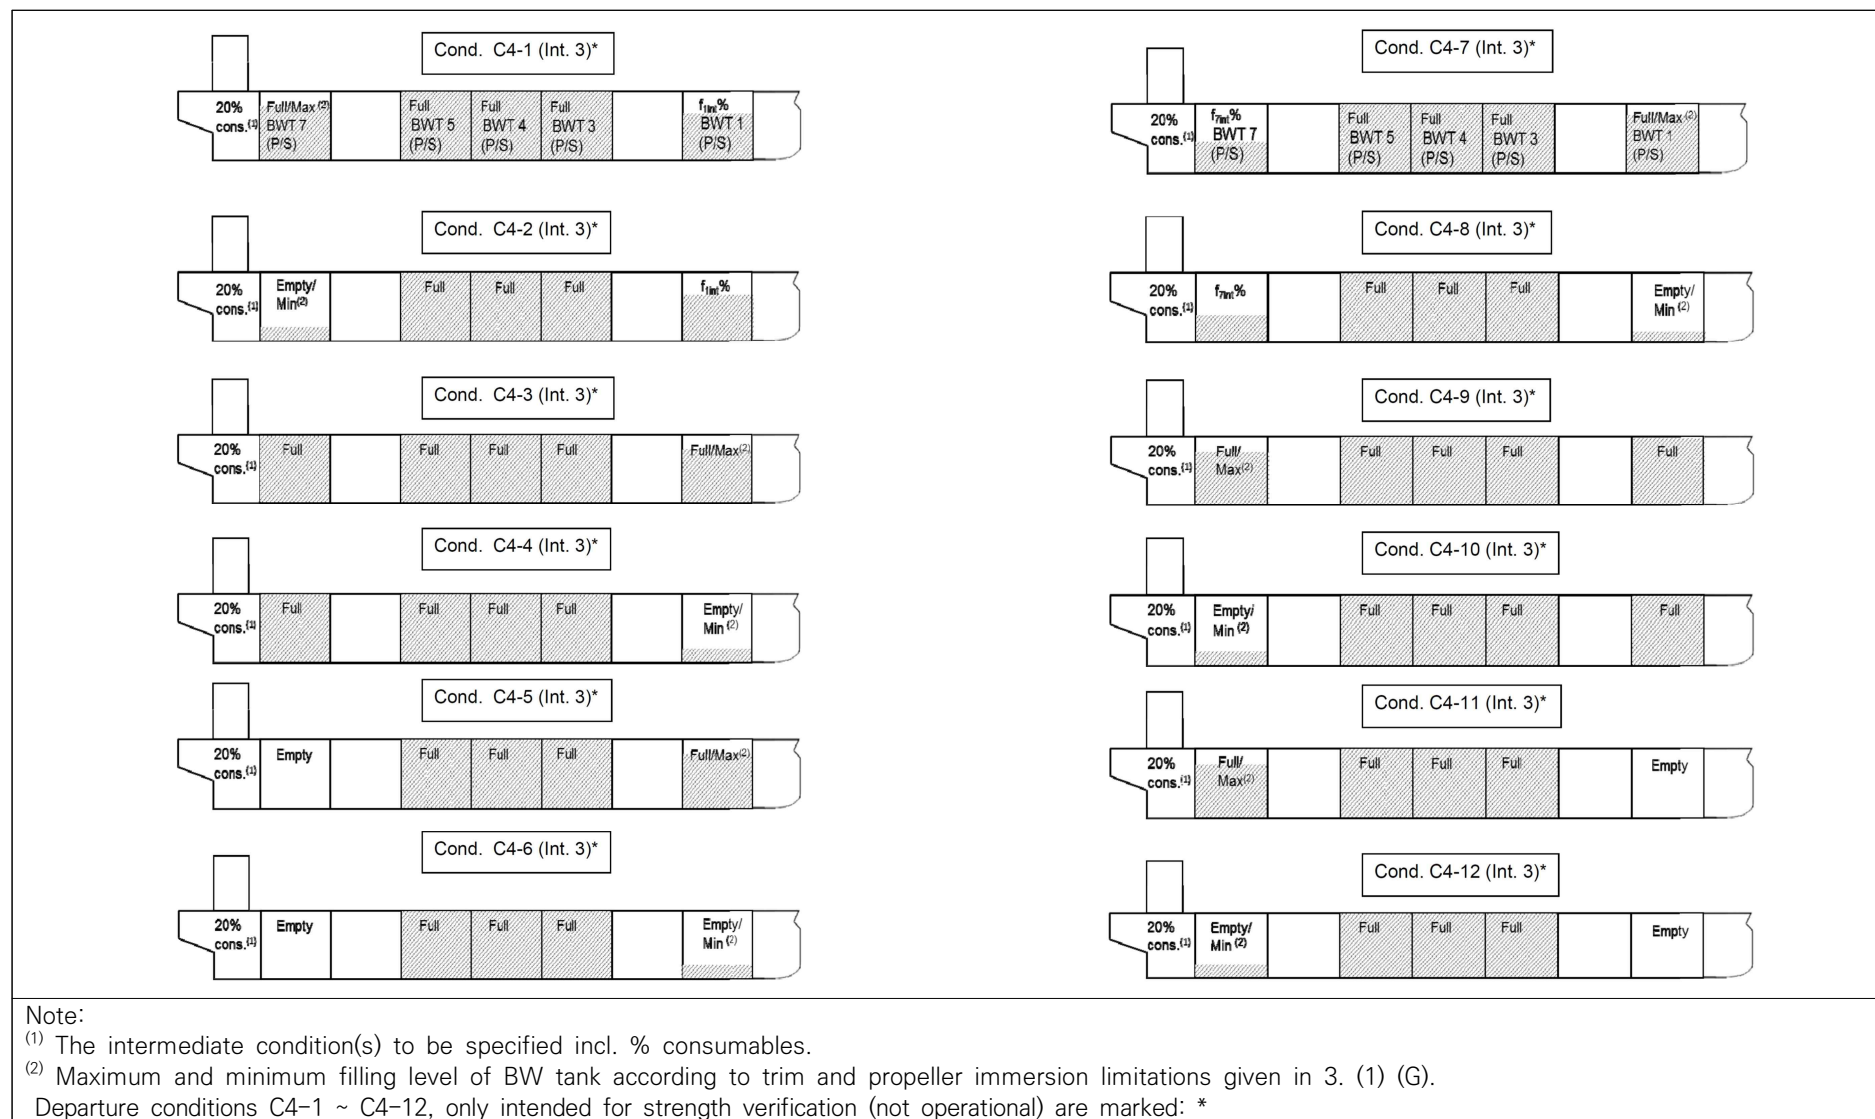 Cond. C4-1 (Int. 3)*
20% cons.(1)
Full/Max (2) BWT 7 (P/S)
Full BWT 5 (P/S)
Full BWT 4 (P/S)
Full BWT 3 (P/S)
f1int% BWT 1 (P/S)
Cond. C4-7 (Int. 3)*
20% cons.(1)
f7int% BWT 7 (P/S)
Full BWT 5 (P/S)
Full BWT 4 (P/S)
Full BWT 3 (P/S)
Full/Max (2) BWT 1 (P/S)
Cond. C4-2 (Int. 3)*
20% cons.(1)
Empty/ Min(2)
Full
Full
Full
f1int%
Cond. C4-8 (Int. 3)*
20% cons.(1)
f7int%
Full
Full
Full
Empty/ Min (2)
Cond. C4-3 (Int. 3)*
20% cons.(1)
Full
Full
Full
Full
Full/Max(2)
Cond. C4-9 (Int. 3)*
20% cons.(1)
Full/ Max(2)
Full
Full
Full
Full
Cond. C4-4 (Int. 3)*
20% cons.(1)
Full
Full
Full
Full
Empty/ Min (2)
Cond. C4-10 (Int. 3)*
20% cons.(1)
Empty/ Min (2)
Full
Full
Full
Full
Cond. C4-5 (Int. 3)*
20% cons.(1)
Empty
Full
Full
Full
Full/Max(2)
Cond. C4-11 (Int. 3)*
20% cons.(1)
Full/ Max(2)
Full
Full
Full
Empty
Cond. C4-6 (Int. 3)*
20% cons.(1)
Empty
Full
Full
Full
Empty/ Min (2)
Cond. C4-12 (Int. 3)*
20% cons.(1)
Empty/ Min (2)
Full
Full
Full
Empty
Note:
(1) The intermediate condition(s) to be specified incl. % consumables.
(2) Maximum and minimum filling level of BW tank according to trim and propeller immersion limitations given in 3. (1) (G).
Departure conditions C4-1 ~ C4-12, only intended for strength verification (not operational) are marked: *